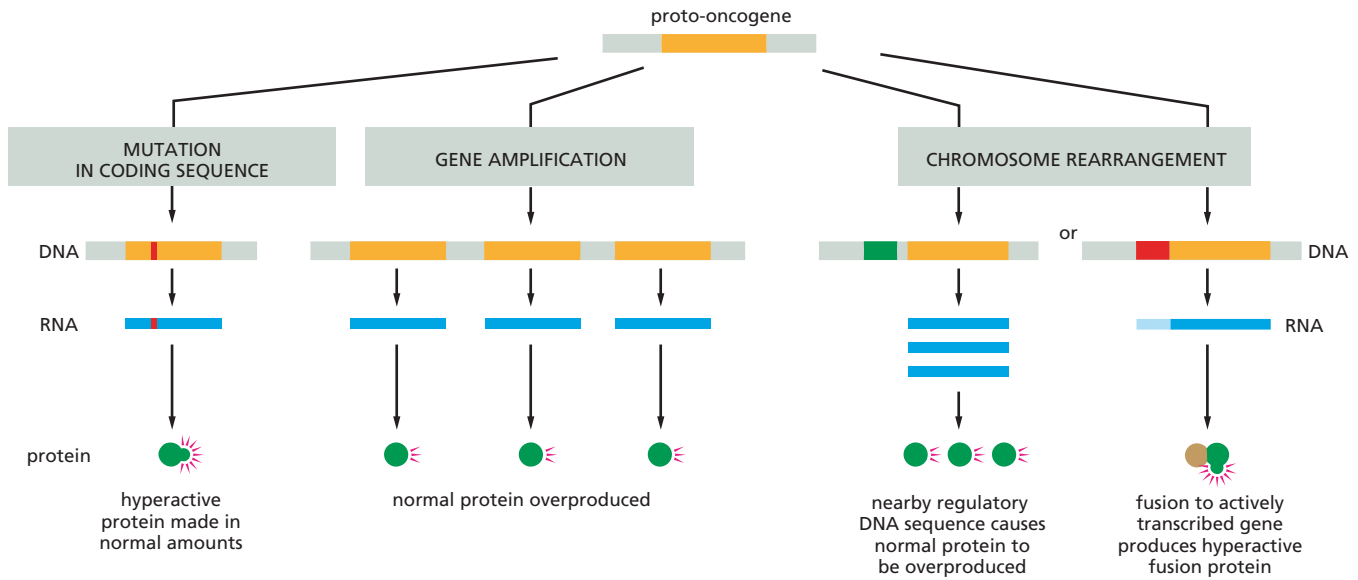 proto-oncogene
MUTATION
IN CODING SEQUENCE
GENE AMPLIFICATION
CHROMOSOME REARRANGEMENT
DNA
or
DNA
RNA
RNA
protein
hyperactive
protein made in
normal amounts
normal protein overproduced
nearby regulatory
DNA sequence causes
normal protein to
be overproduced
fusion to actively
transcribed gene
produces hyperactive
fusion protein